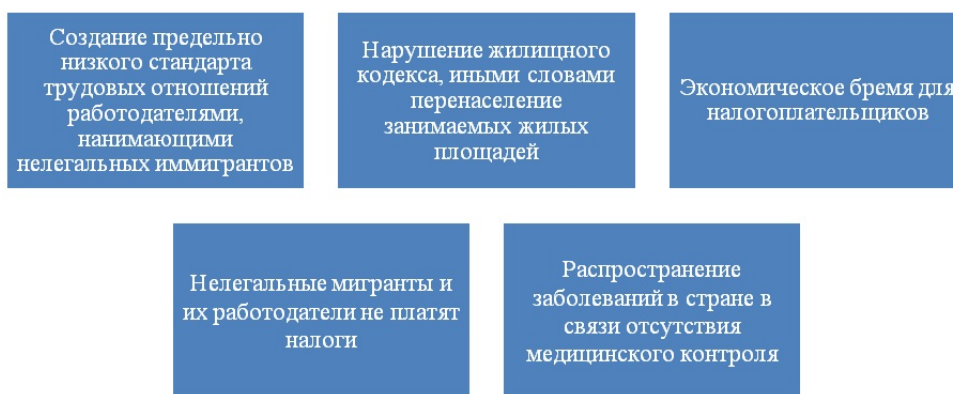 Создание предельно
низкого стандарта
трудовых отношений
работодателями,
нанимающими
нелегальных иммигрантов
Нарушение жилищного
кодекса, иными словами
перенаселение
занимаемых жилых
площадей
Экономическое бремя для
налогоплательщиков
Нелегальные мигранты и
их работодатели не платят
налоги
Распространение
заболеваний в стране в
связи отсутствия
медицинского контроля